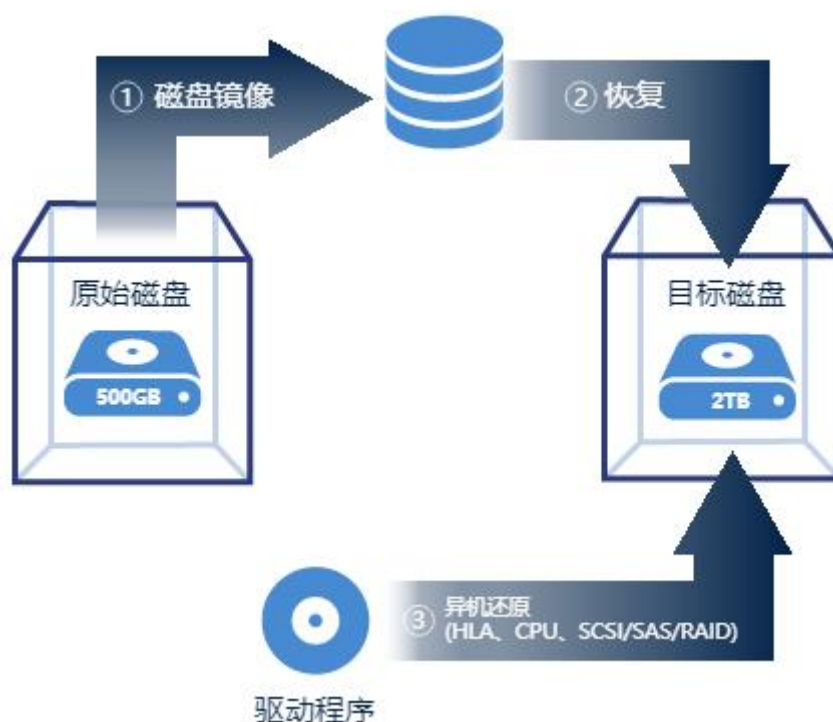 ① 磁盘镜像
② 恢复
原始磁盘
500GB
目标磁盘
2TB
③ 异机还原
(HLA、CPU、SCSI/SAS/RAID)
驱动程序